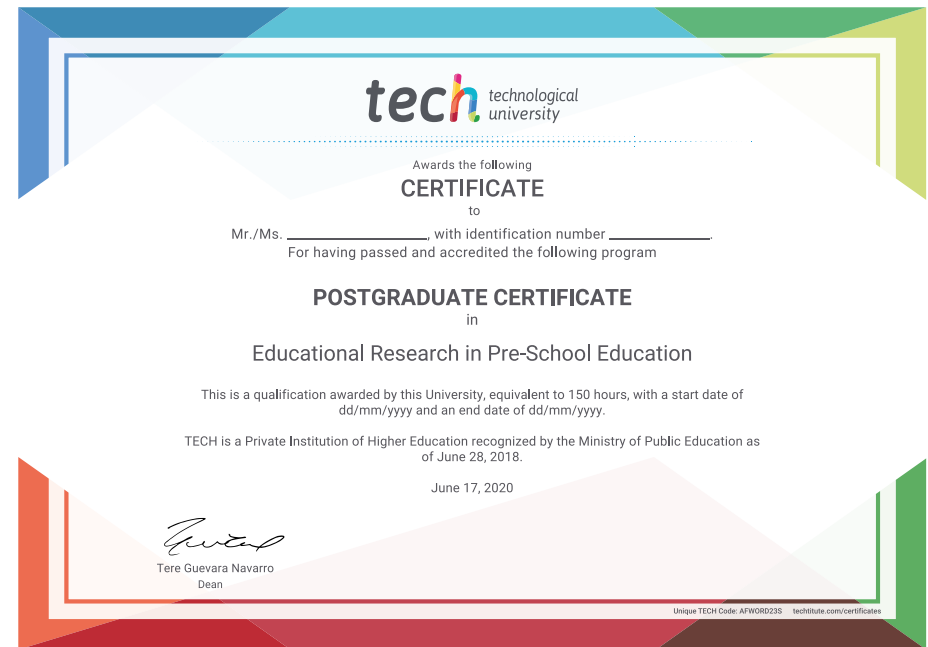 tech technological
university
Awards the following
CERTIFICATE
to
Mr./Ms. ____________________, with identification number ______________.
For having passed and accredited the following program
POSTGRADUATE CERTIFICATE
in
Educational Research in Pre-School Education
This is a qualification awarded by this University, equivalent to 150 hours, with a start date of
dd/mm/yyyy and an end date of dd/mm/yyyy.
TECH is a Private Institution of Higher Education recognized by the Ministry of Public Education as
of June 28, 2018.
June 17, 2020
Tere Guevara Navarro
Dean
Unique TECH Code: AFWORD23S techtitute.com/certificates